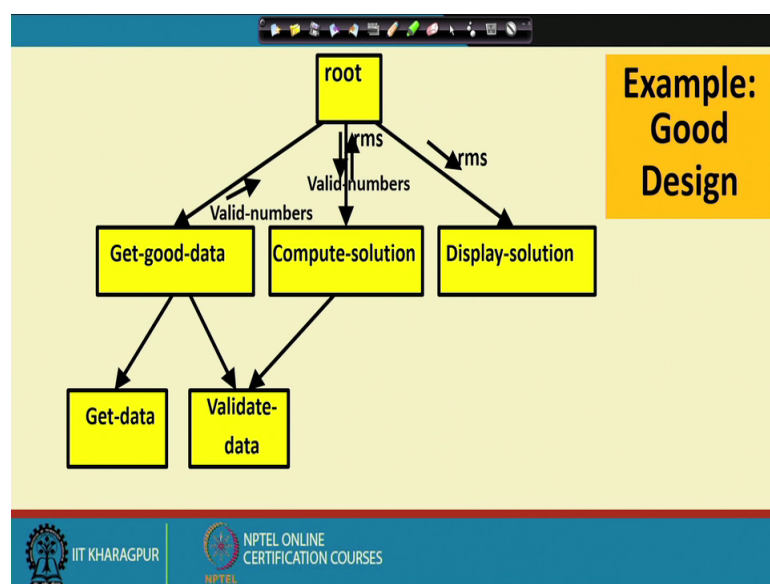 root
Example:
Good
Design
rms
rms
Valid-numbers
Valid-numbers
Get-good-data
Compute-solution
Display-solution
Get-data
Validate-
data
IIT KHARAGPUR
NPTEL ONLINE
CERTIFICATION COURSES
NPTEL